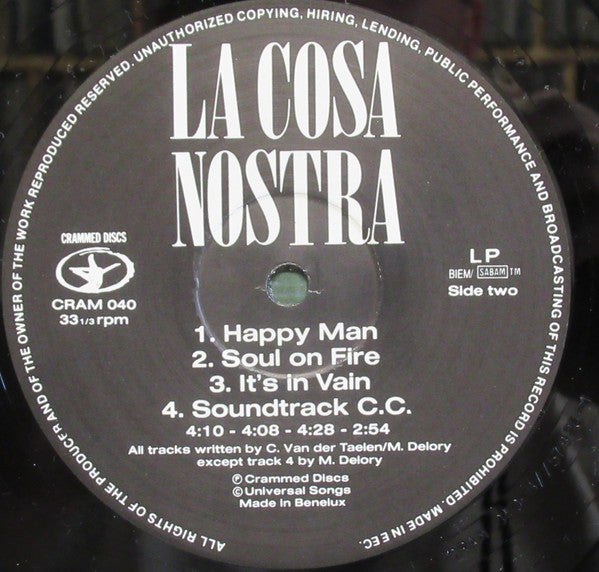 ALL RIGHTS OF THE PRODUCER AND OF THE OWNER OF THE WORK REPRODUCED RESERVED. UNAUTHORIZED COPYING, HIRING, LENDING, PUBLIC PERFORMANCE AND BROADCASTING OF THIS RECORD IS PROHIBITED. MADE IN EEC.
LA COSA
NOSTRA
CRAMMED DISCS
CRAM 040
33 1/3 rpm
LP
BIEM/ SABAM TM
Side two
1. Happy Man
2. Soul on Fire
3. It's in Vain
4. Soundtrack C.C.
4:10 - 4:08 - 4:28 - 2:54
All tracks written by C. Van der Taelen/M. Delory
except track 4 by M. Delory
Ⓟ Crammed Discs
© Universal Songs
Made in Benelux